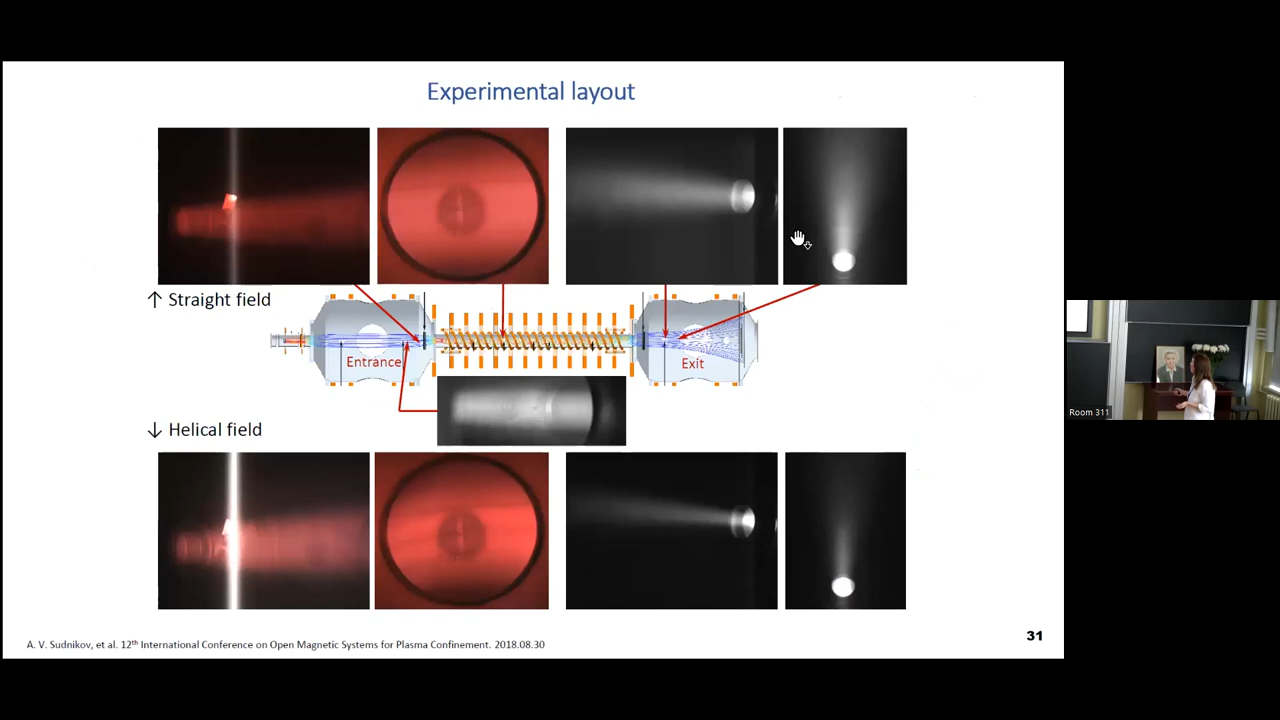 Experimental layout
↑ Straight field
Entrance
Exit
↓ Helical field
Room 311
31
A. V. Sudnikov, et al. 12th International Conference on Open Magnetic Systems for Plasma Confinement. 2018.08.30